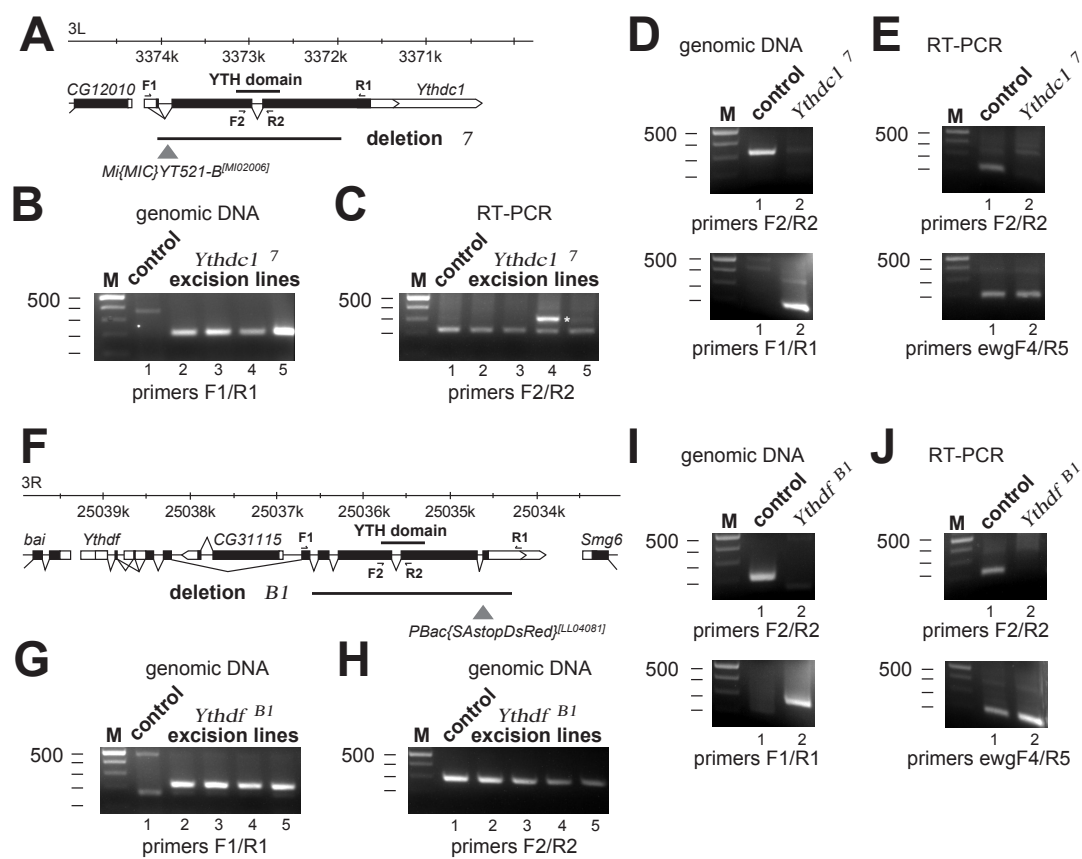 A
3L
3374k 3373k 3372k 3371k
YTH domain
CG12010 F1 R1 Ythdc1
F2 R2
deletion 7
Mi{MIC}YT521-B[MI02006]
B
genomic DNA
control
Ythdc1 7
M excision lines
500
1 2 3 4 5
primers F1/R1
C
RT-PCR
control
Ythdc1 7
M excision lines
500
*
1 2 3 4 5
primers F2/R2
D
genomic DNA
M control Ythdc1 7
500
1 2
primers F2/R2
500
1 2
primers F1/R1
E
RT-PCR
M control Ythdc1 7
500
1 2
primers F2/R2
500
1 2
primers ewgF4/R5
F
3R
25039k 25038k 25037k 25036k 25035k 25034k
YTH domain
bai Ythdf CG31115 F1 R1 Smg6
F2 R2
deletion B1
PBac{SAstopDsRed}[LL04081]
G
genomic DNA
control
Ythdf B1
M excision lines
500
1 2 3 4 5
primers F1/R1
H
genomic DNA
control
Ythdf B1
M excision lines
500
1 2 3 4 5
primers F2/R2
I
genomic DNA
M control Ythdf B1
500
1 2
primers F2/R2
500
1 2
primers F1/R1
J
RT-PCR
M control Ythdf B1
500
1 2
primers F2/R2
500
1 2
primers ewgF4/R5